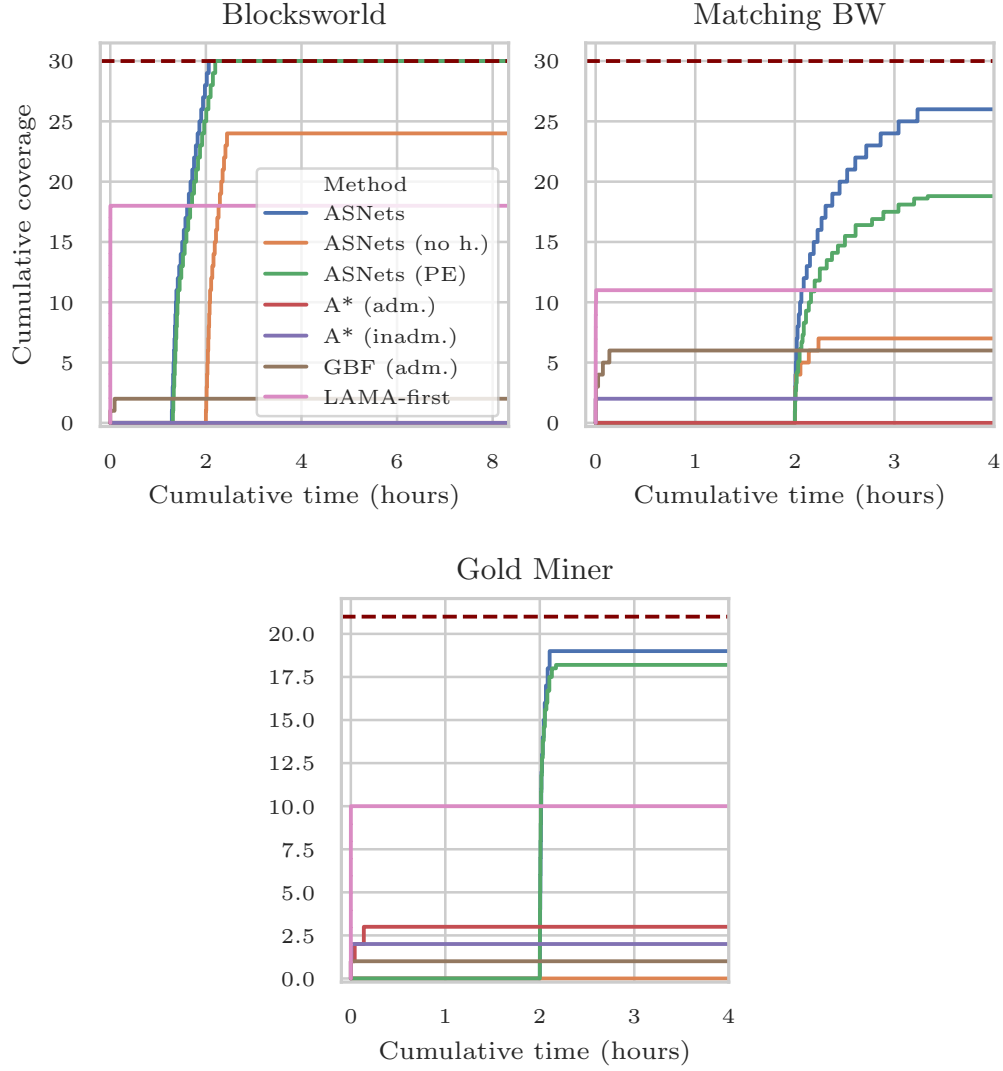 Blocksworld
Matching BW
Cumulative coverage
30
25
20
15
10
5
0
Method
ASNets
ASNets (no h.)
ASNets (PE)
A* (adm.)
A* (inadm.)
GBF (adm.)
LAMA-first
0 2 4 6 8
Cumulative time (hours)
30
25
20
15
10
5
0
0 1 2 3 4
Cumulative time (hours)
Gold Miner
20.0
17.5
15.0
12.5
10.0
7.5
5.0
2.5
0.0
0 1 2 3 4
Cumulative time (hours)